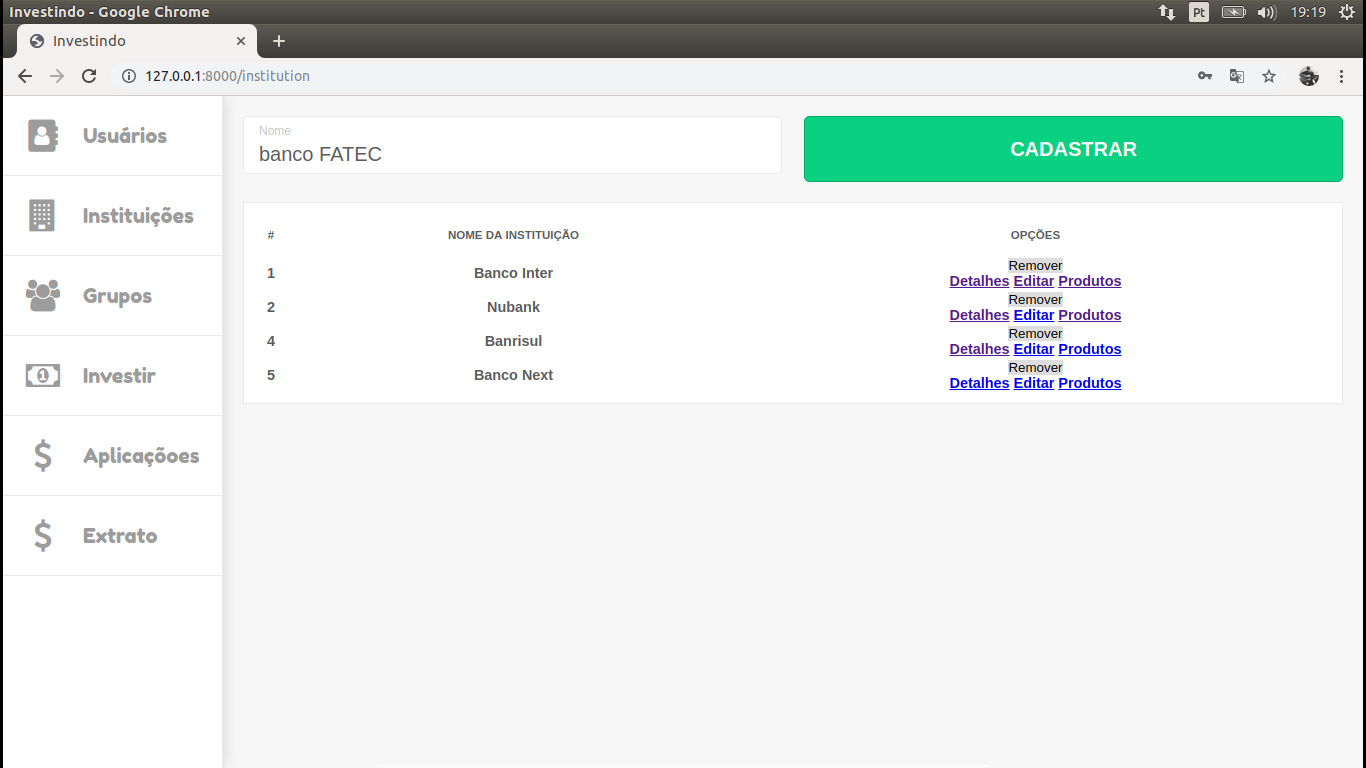 Investindo - Google Chrome
Pt
19:19
Investindo
127.0.0.1:8000/institution
Usuários
Instituições
Grupos
1
Investir
Aplicaçõoes
Extrato
Nome
banco FATEC
CADASTRAR
# NOME DA INSTITUIÇÃO OPÇÕES
1 Banco Inter Remover
Detalhes Editar Produtos
2 Nubank Remover
Detalhes Editar Produtos
4 Banrisul Remover
Detalhes Editar Produtos
5 Banco Next Remover
Detalhes Editar Produtos